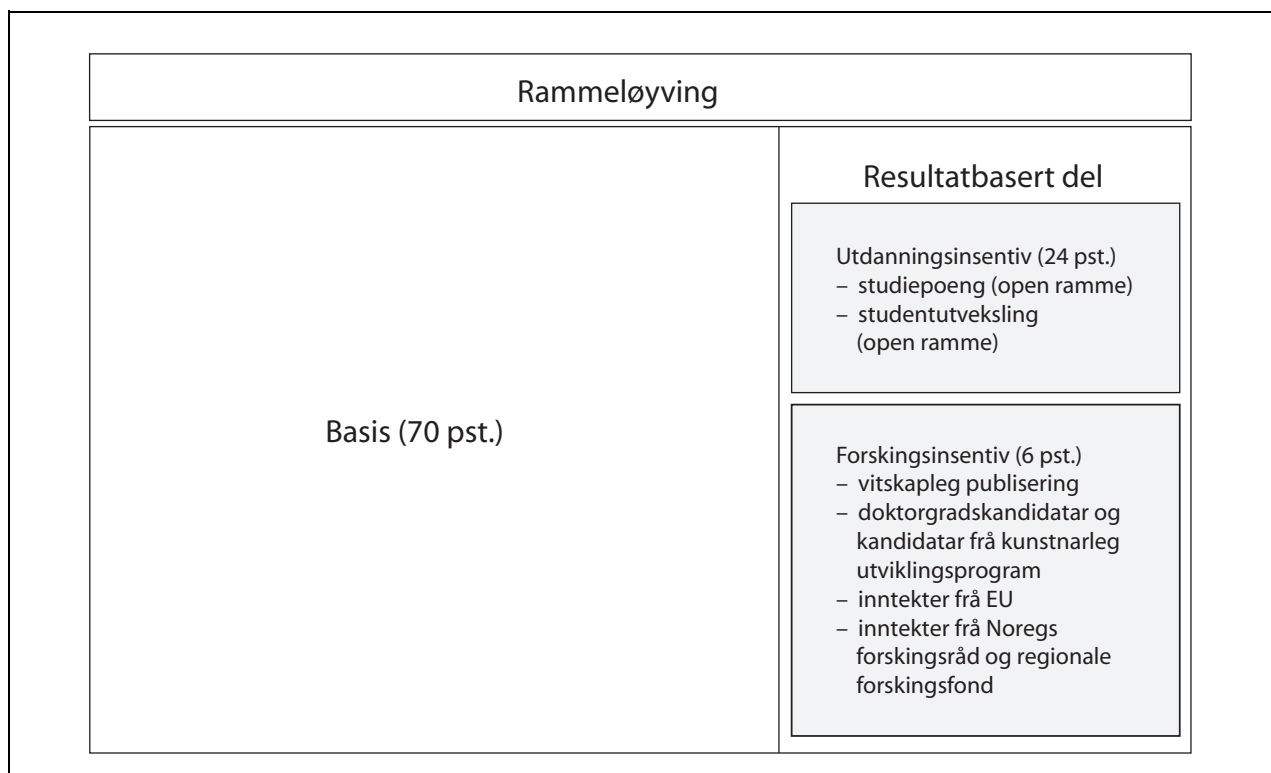 Rammeløyving
Basis (70 pst.)
Resultatbasert del
Utdanningsinsentiv (24 pst.)
– studiepoeng (open ramme)
– studentutveksling
(open ramme)
Forskingsinsentiv (6 pst.)
– vitskapleg publisering
– doktorgradskandidatar og
kandidatar frå kunstnarleg
utviklingsprogram
– inntekter frå EU
– inntekter frå Noregs
forskingsråd og regionale
forskingsfond